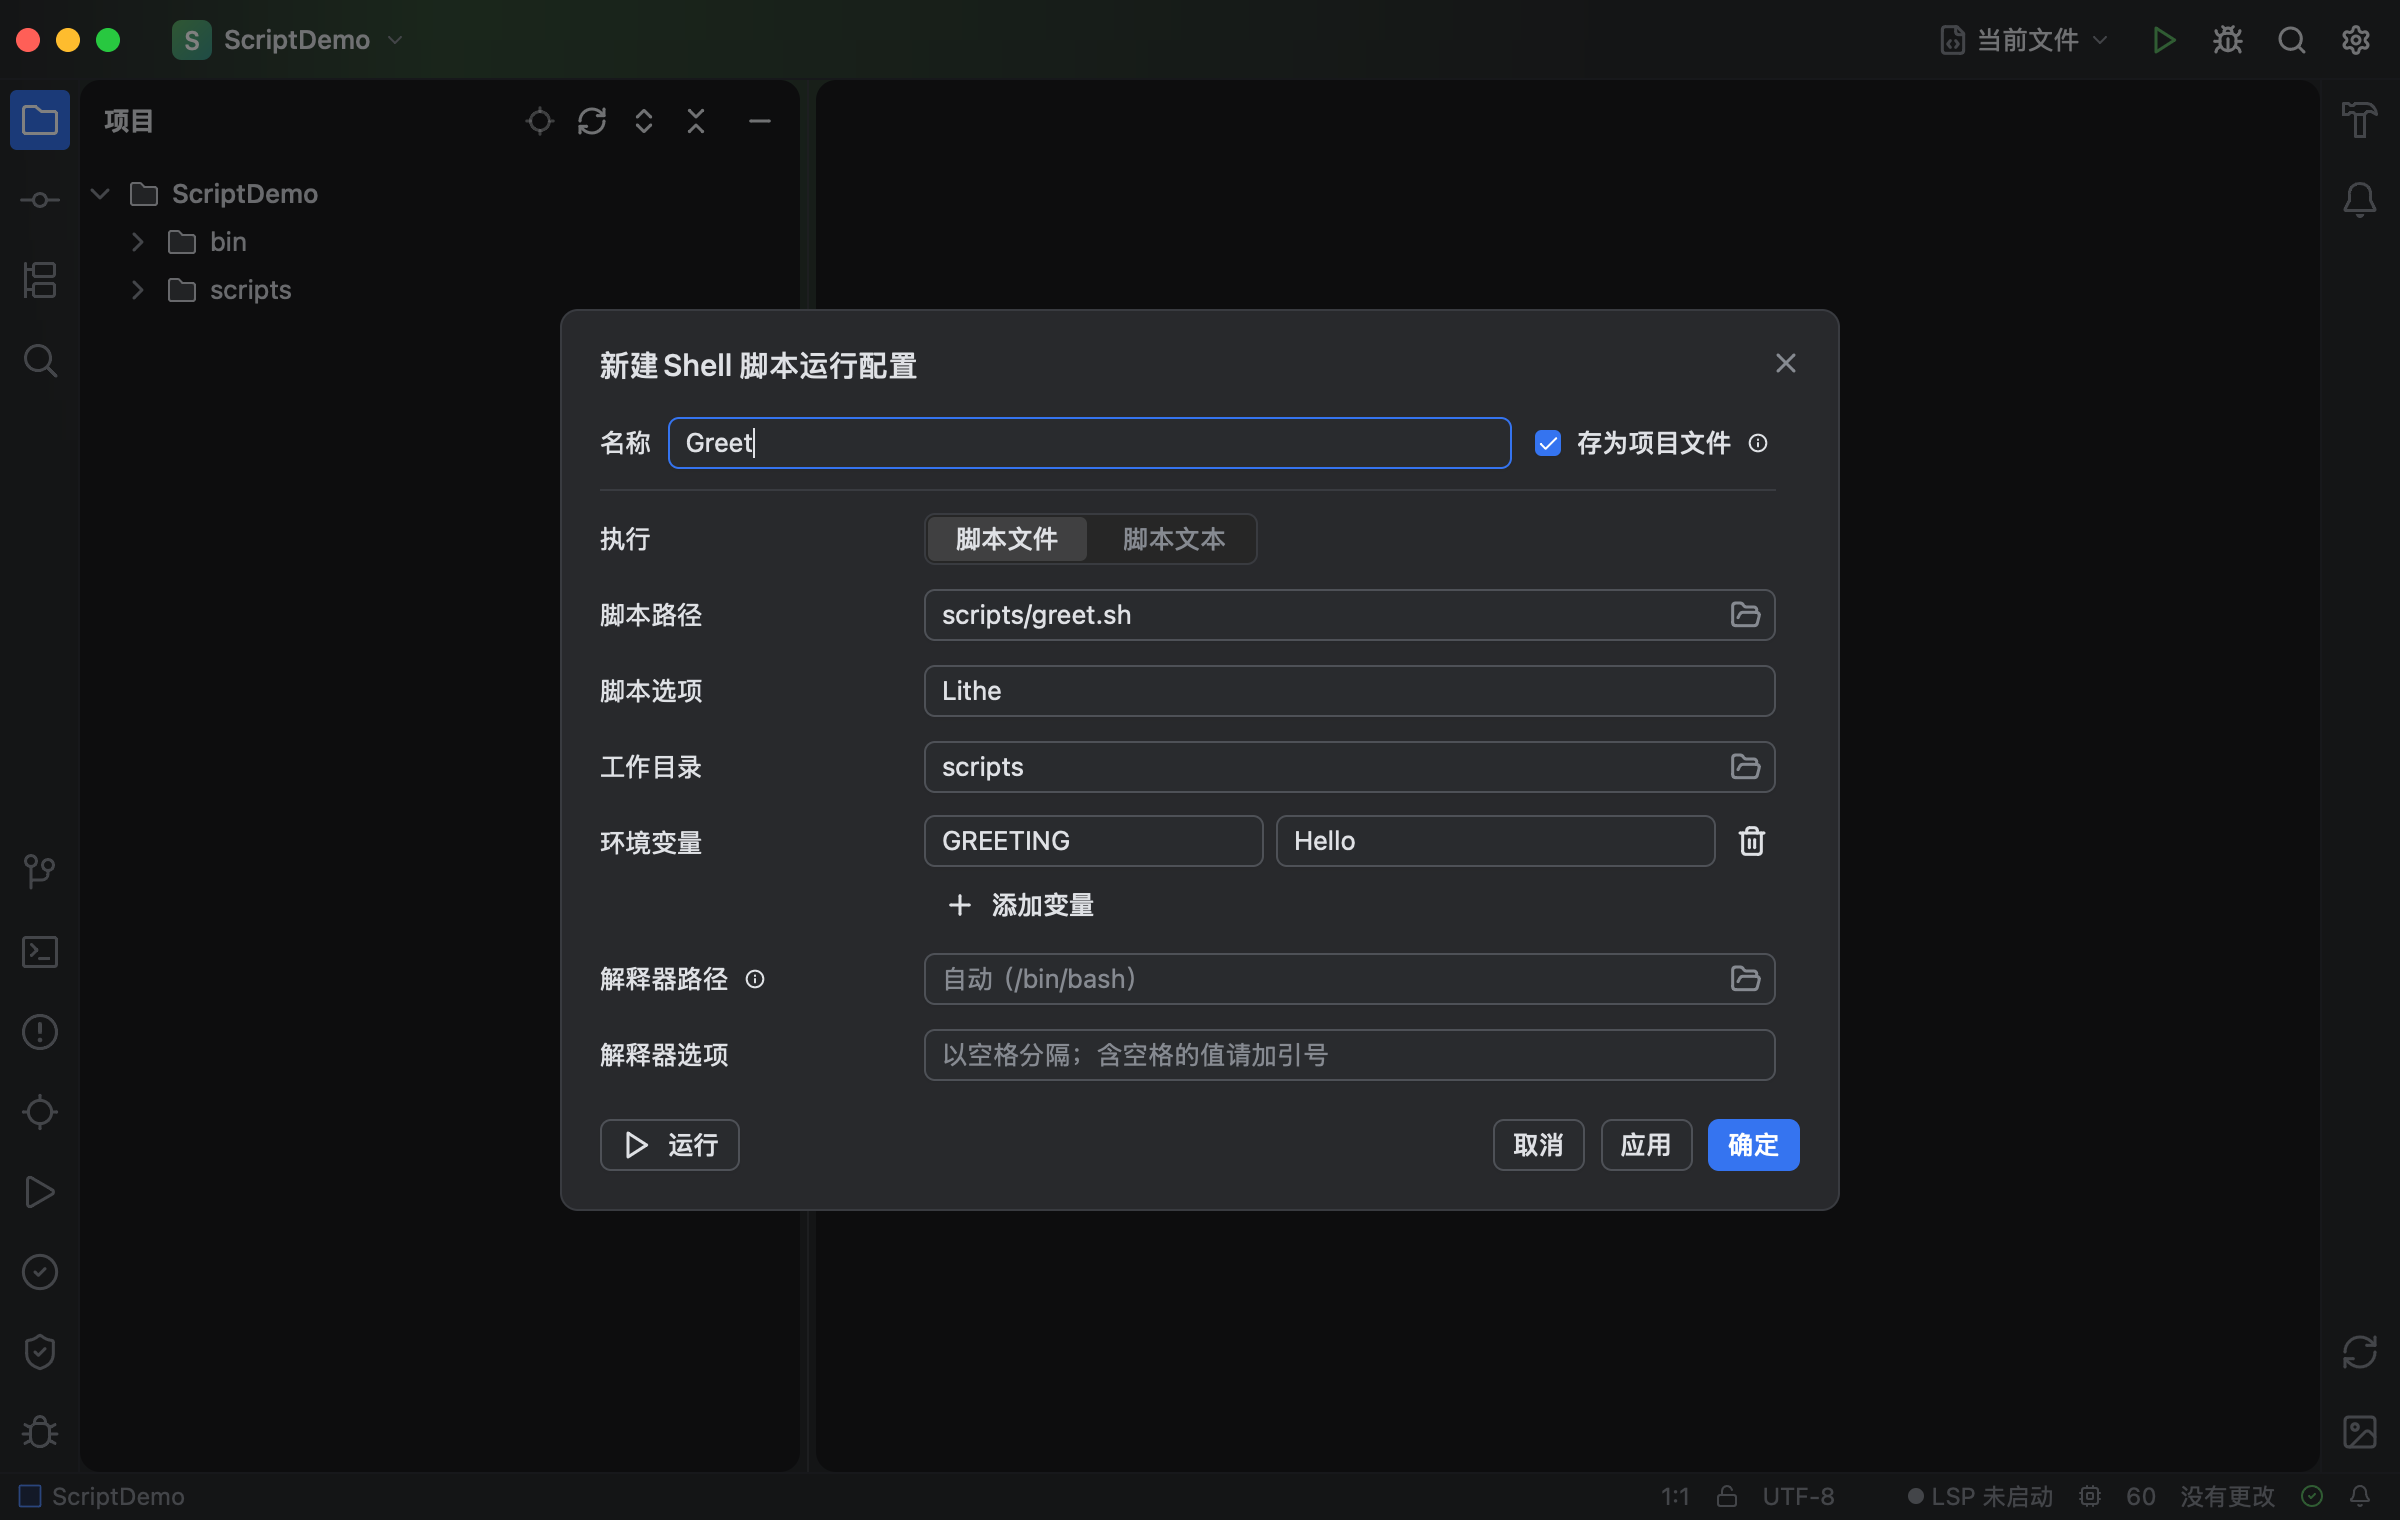 S ScriptDemo
当前文件
项目
ScriptDemo
bin
scripts
新建 Shell 脚本运行配置
名称 Greet 存为项目文件
执行 脚本文件 脚本文本
脚本路径 scripts/greet.sh
脚本选项 Lithe
工作目录 scripts
环境变量 GREETING Hello
添加变量
解释器路径 自动（/bin/bash）
解释器选项 以空格分隔；含空格的值请加引号
运行 取消 应用 确定
ScriptDemo 1:1 UTF-8 LSP 未启动 60 没有更改